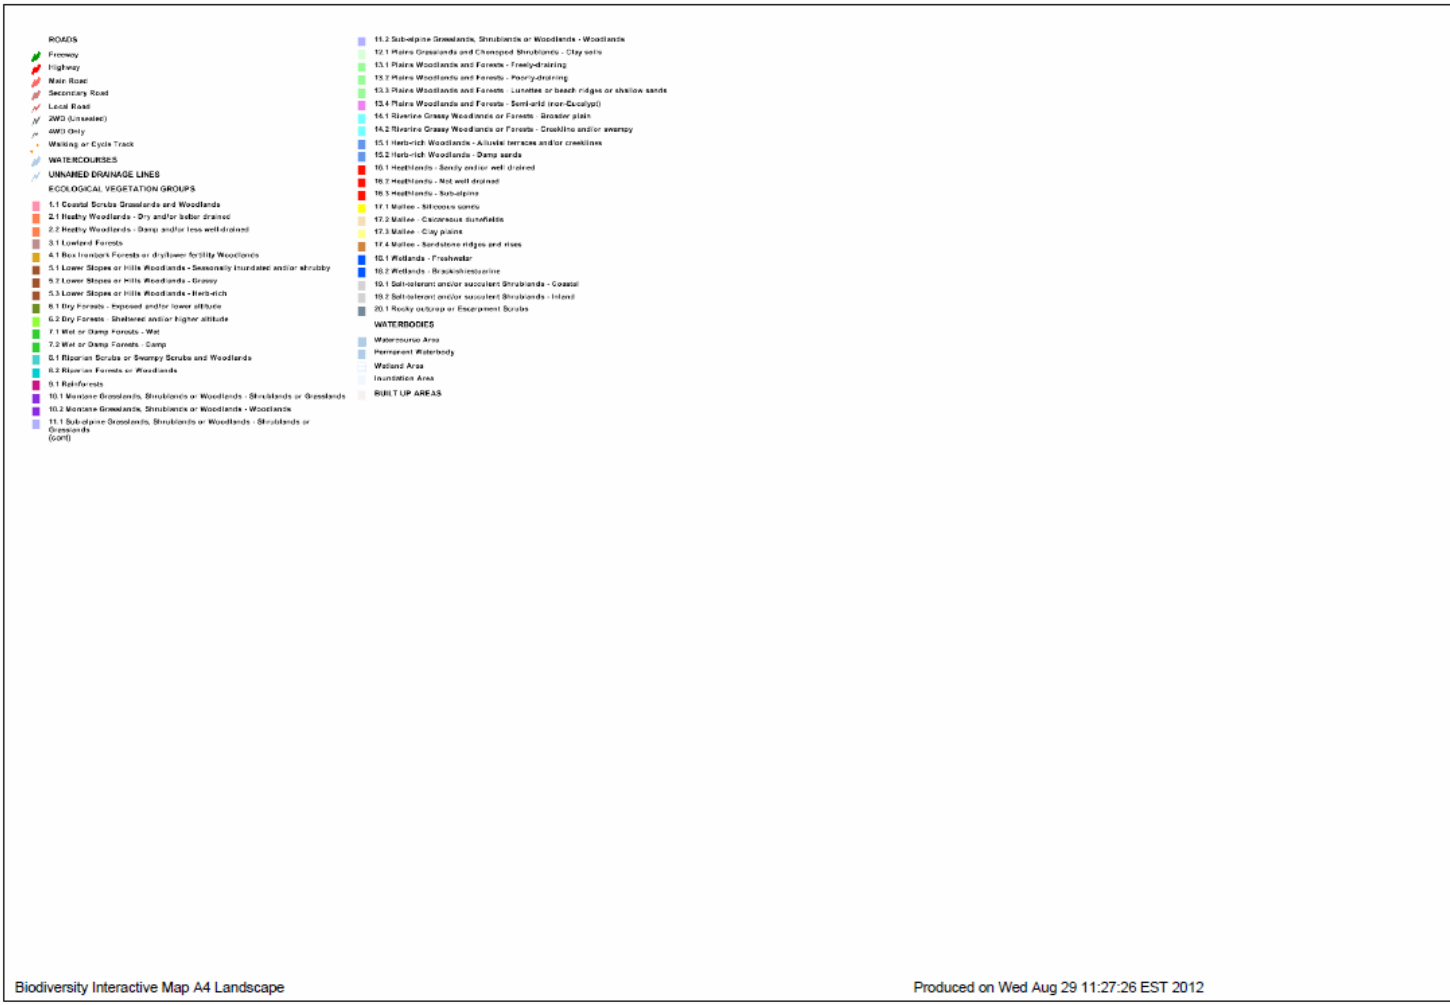 ROADS
Freeway
Highway
Main Road
Secondary Road
Local Road
2WD (Unsealed)
4WD Only
Walking or Cycle Track
WATERCOURSES
UNNAMED DRAINAGE LINES
ECOLOGICAL VEGETATION GROUPS
1.1 Coastal Scrubs Grasslands and Woodlands
2.1 Heathy Woodlands - Dry and/or better drained
2.2 Heathy Woodlands - Damp and/or less well-drained
3.1 Lowland Forests
4.1 Box Ironbark Forests or dry/lower fertility Woodlands
5.1 Lower Slopes or Hills Woodlands - Seasonally inundated and/or shrubby
5.2 Lower Slopes or Hills Woodlands - Grassy
5.3 Lower Slopes or Hills Woodlands - Herb-rich
6.1 Dry Forests - Exposed and/or lower altitude
6.2 Dry Forests - Sheltered and/or higher altitude
7.1 Wet or Damp Forests - Wet
7.2 Wet or Damp Forests - Damp
8.1 Riparian Scrubs or Swampy Scrubs and Woodlands
8.2 Riparian Forests or Woodlands
9.1 Rainforests
10.1 Montane Grasslands, Shrublands or Woodlands - Shrublands or Grasslands
10.2 Montane Grasslands, Shrublands or Woodlands - Woodlands
11.1 Sub-alpine Grasslands, Shrublands or Woodlands - Shrublands or
Grasslands
(cont)
11.2 Sub-alpine Grasslands, Shrublands or Woodlands - Woodlands
12.1 Plains Grasslands and Chenopod Shrublands - Clay soils
13.1 Plains Woodlands and Forests - Freely-draining
13.2 Plains Woodlands and Forests - Poorly-draining
13.3 Plains Woodlands and Forests - Lunettes or beach ridges or shallow sands
13.4 Plains Woodlands and Forests - Semi-arid (non-Eucalypt)
14.1 Riverine Grassy Woodlands or Forests - Broader plain
14.2 Riverine Grassy Woodlands or Forests - Creekline and/or swampy
15.1 Herb-rich Woodlands - Alluvial terraces and/or creeklines
15.2 Herb-rich Woodlands - Damp sands
16.1 Heathlands - Sandy and/or well drained
16.2 Heathlands - Not well drained
16.3 Heathlands - Sub-alpine
17.1 Mallee - Siliceous sands
17.2 Mallee - Calcareous dunefields
17.3 Mallee - Clay plains
17.4 Mallee - Sandstone ridges and rises
18.1 Wetlands - Freshwater
18.2 Wetlands - Brackish/estuarine
19.1 Salt-tolerant and/or succulent Shrublands - Coastal
19.2 Salt-tolerant and/or succulent Shrublands - Inland
20.1 Rocky outcrop or Escarpment Scrubs
WATERBODIES
Watercourse Area
Permanent Waterbody
Wetland Area
Inundation Area
BUILT UP AREAS
Biodiversity Interactive Map A4 Landscape
Produced on Wed Aug 29 11:27:26 EST 2012